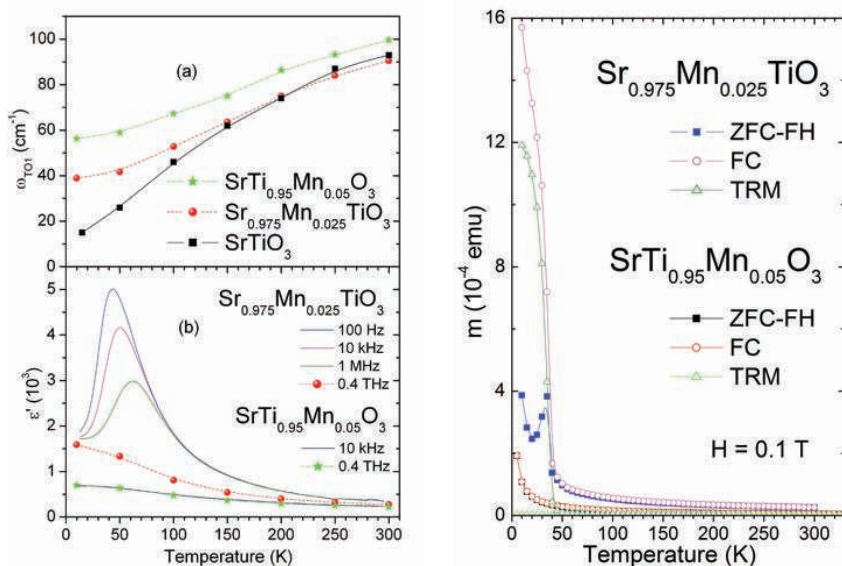 100
80
60
40
20
0
ω_TO1 (cm⁻¹)
(a)
SrTi₀.₉₅Mn₀.₀₅O₃
Sr₀.₉₇₅Mn₀.₀₂₅TiO₃
SrTiO₃
5
4
3
2
1
0
ε' (10³)
(b)
Sr₀.₉₇₅Mn₀.₀₂₅TiO₃
100 Hz
10 kHz
1 MHz
0.4 THz
SrTi₀.₉₅Mn₀.₀₅O₃
10 kHz
0.4 THz
0 50 100 150 200 250 300
Temperature (K)
16
12
8
4
0
m (10⁻⁴ emu)
Sr₀.₉₇₅Mn₀.₀₂₅TiO₃
ZFC-FH
FC
TRM
SrTi₀.₉₅Mn₀.₀₅O₃
ZFC-FH
FC
TRM
H = 0.1 T
0 50 100 150 200 250 300
Temperature (K)